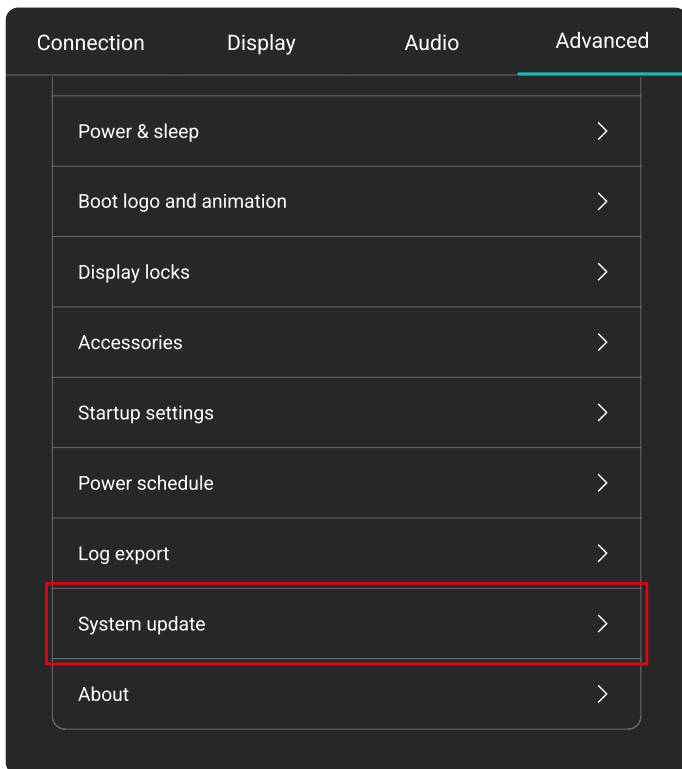 Connection Display Audio Advanced
Power & sleep
Boot logo and animation
Display locks
Accessories
Startup settings
Power schedule
Log export
System update
About